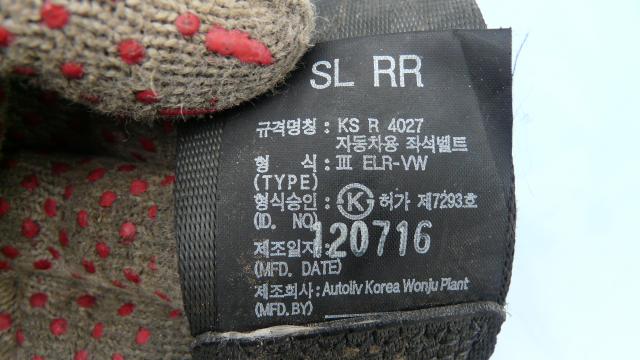 SL RR
규격명칭 : KS R 4027
자동차용 좌석벨트
형 식 : Ⅲ ELR-VW
(TYPE)
형식승인 : K 허가 제7293호
(ID. NO)
제조일자 120716
(MFD. DATE)
제조회사 : Autoliv Korea Wonju Plant
(MFD.BY)